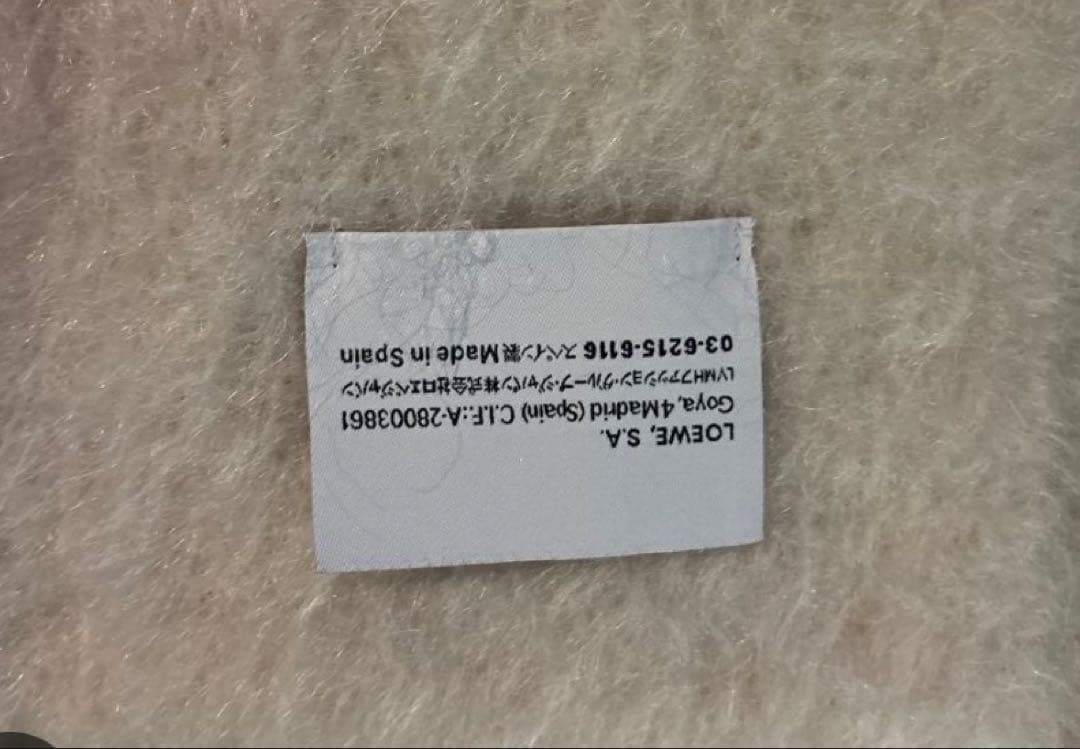 LOEWE, S.A.
Goya, 4 Madrid (Spain) C.I.F.: A-28003861
LVMHファッション・グループ・ジャパン株式会社ロエベジャパン
03-6215-6116 スペイン製 Made in Spain